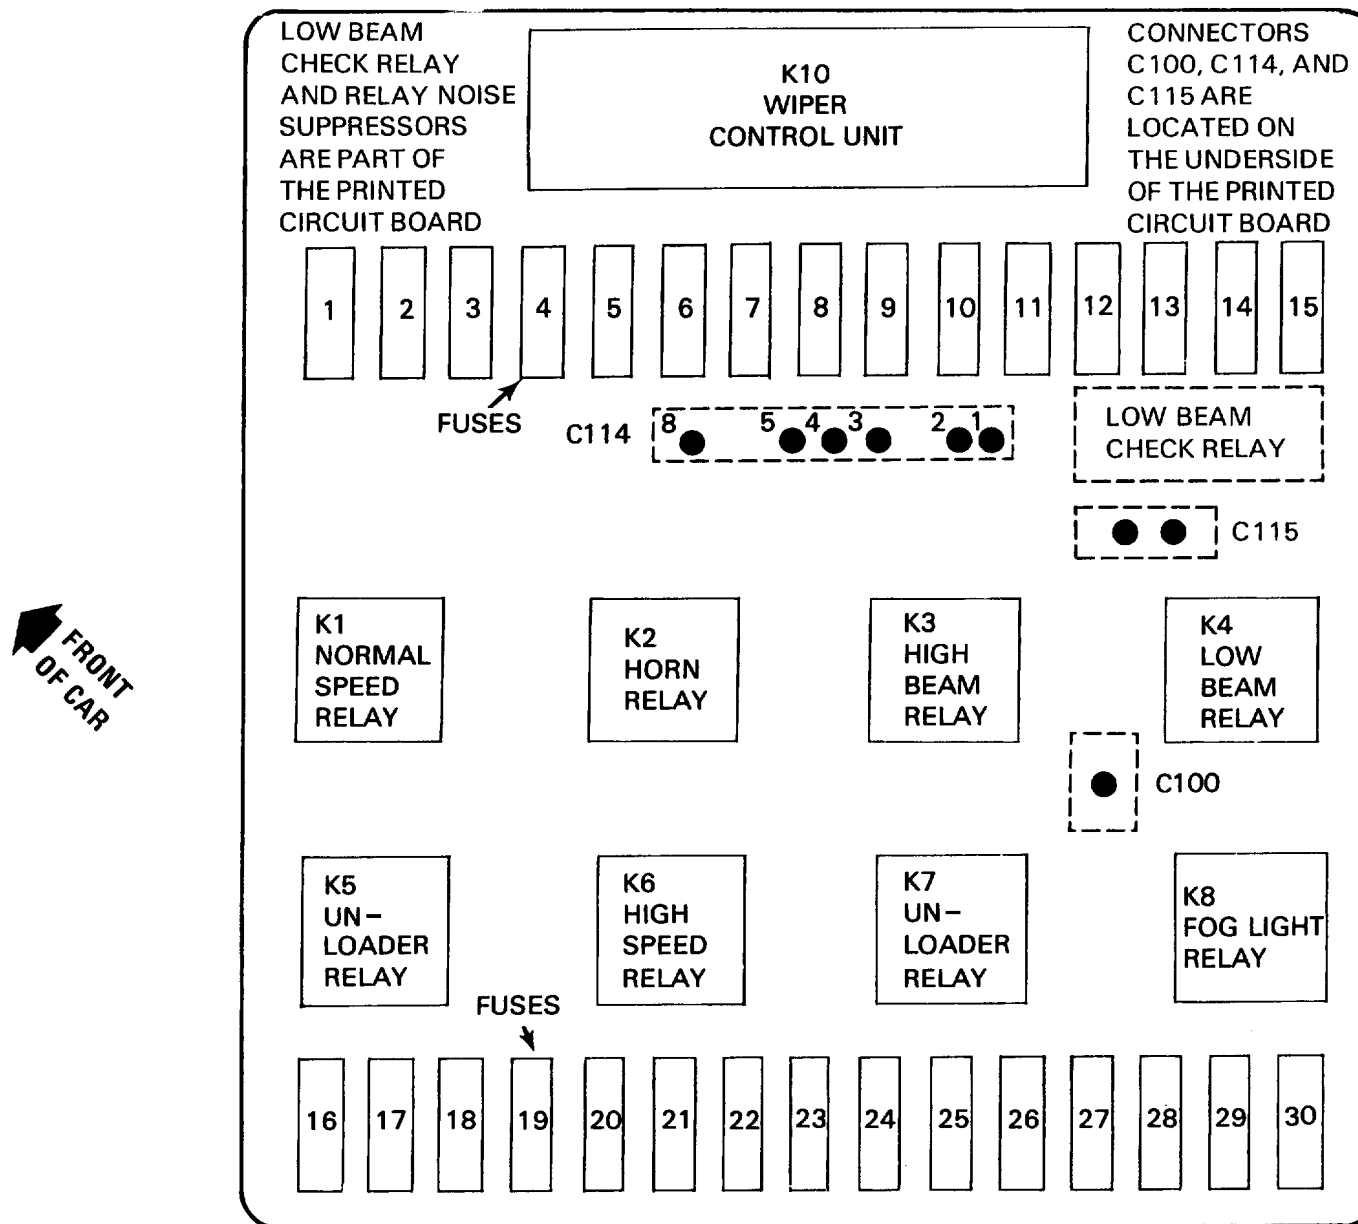 LOW BEAM
CHECK RELAY
AND RELAY NOISE
SUPPRESSORS
ARE PART OF
THE PRINTED
CIRCUIT BOARD
K10
WIPER
CONTROL UNIT
CONNECTORS
C100, C114, AND
C115 ARE
LOCATED ON
THE UNDERSIDE
OF THE PRINTED
CIRCUIT BOARD
1 2 3 4 5 6 7 8 9 10 11 12 13 14 15
FUSES
C114
8 5 4 3 2 1
LOW BEAM
CHECK RELAY
C115
FRONT
OF CAR
K1
NORMAL
SPEED
RELAY
K2
HORN
RELAY
K3
HIGH
BEAM
RELAY
K4
LOW
BEAM
RELAY
C100
K5
UN-
LOADER
RELAY
K6
HIGH
SPEED
RELAY
K7
UN-
LOADER
RELAY
K8
FOG LIGHT
RELAY
FUSES
16 17 18 19 20 21 22 23 24 25 26 27 28 29 30